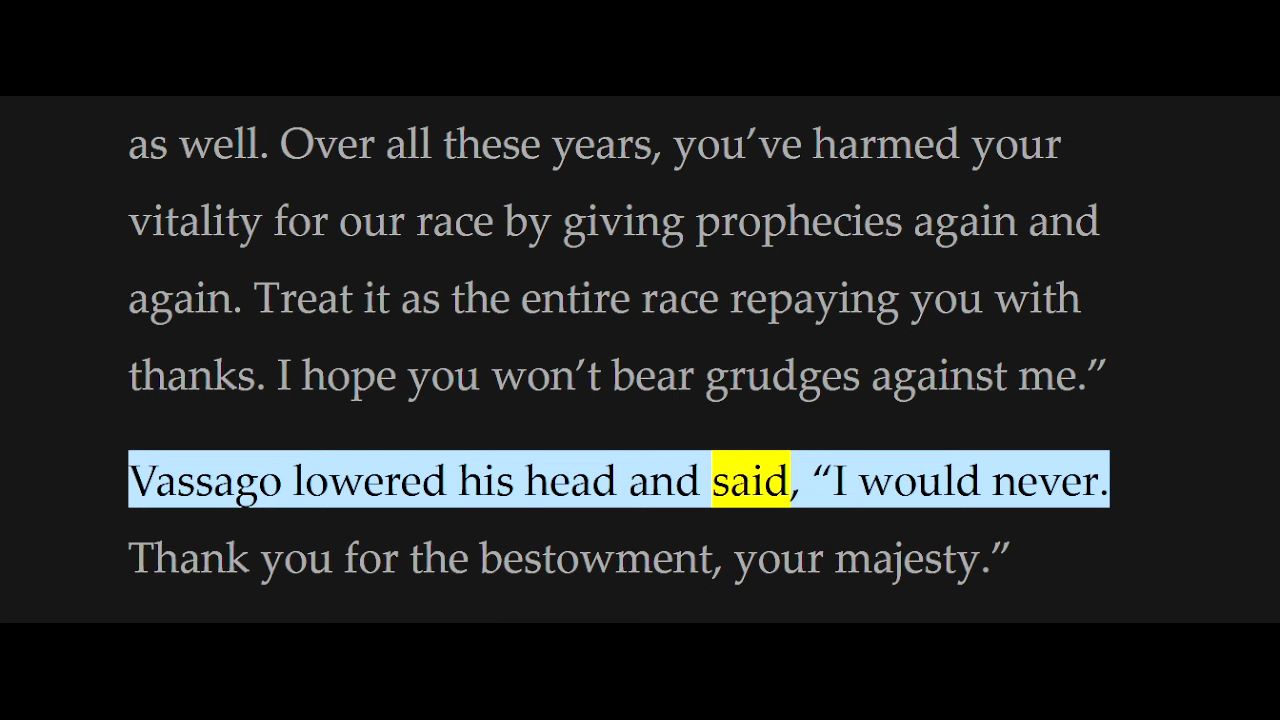 as well. Over all these years, you’ve harmed your
vitality for our race by giving prophecies again and
again. Treat it as the entire race repaying you with
thanks. I hope you won’t bear grudges against me.”
Vassago lowered his head and said, “I would never.
Thank you for the bestowment, your majesty.”